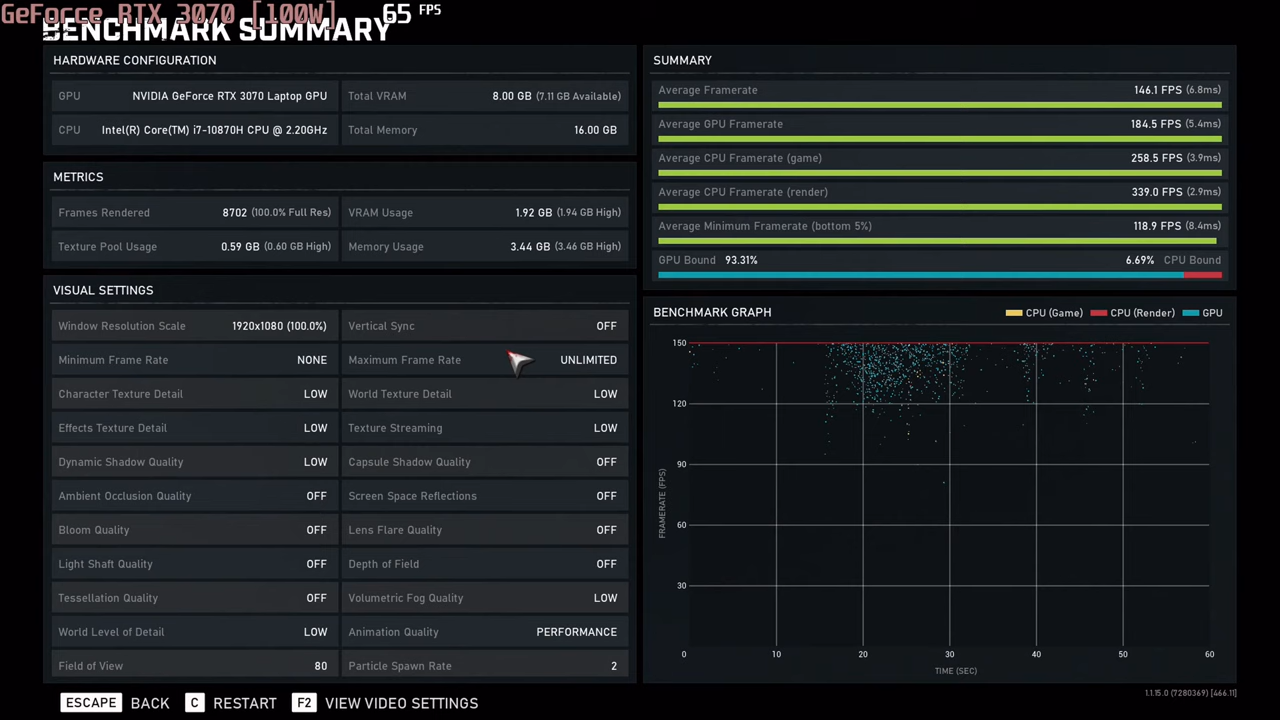 GeForce RTX 3070 [100W] 65 FPS
BENCHMARK SUMMARY
HARDWARE CONFIGURATION
GPU NVIDIA GeForce RTX 3070 Laptop GPU Total VRAM 8.00 GB (7.11 GB Available)
CPU Intel(R) Core(TM) i7-10870H CPU @ 2.20GHz Total Memory 16.00 GB
METRICS
Frames Rendered 8702 (100.0% Full Res) VRAM Usage 1.92 GB (1.94 GB High)
Texture Pool Usage 0.59 GB (0.60 GB High) Memory Usage 3.44 GB (3.46 GB High)
VISUAL SETTINGS
Window Resolution Scale 1920x1080 (100.0%) Vertical Sync OFF
Minimum Frame Rate NONE Maximum Frame Rate UNLIMITED
Character Texture Detail LOW World Texture Detail LOW
Effects Texture Detail LOW Texture Streaming LOW
Dynamic Shadow Quality LOW Capsule Shadow Quality OFF
Ambient Occlusion Quality OFF Screen Space Reflections OFF
Bloom Quality OFF Lens Flare Quality OFF
Light Shaft Quality OFF Depth of Field OFF
Tessellation Quality OFF Volumetric Fog Quality LOW
World Level of Detail LOW Animation Quality PERFORMANCE
Field of View 80 Particle Spawn Rate 2
SUMMARY
Average Framerate 146.1 FPS (6.8ms)
Average GPU Framerate 184.5 FPS (5.4ms)
Average CPU Framerate (game) 258.5 FPS (3.9ms)
Average CPU Framerate (render) 339.0 FPS (2.9ms)
Average Minimum Framerate (bottom 5%) 118.9 FPS (8.4ms)
GPU Bound 93.31% 6.69% CPU Bound
BENCHMARK GRAPH CPU (Game) CPU (Render) GPU
150
120
90
60
30
FRAMERATE (FPS)
0 10 20 30 40 50 60
TIME (SEC)
1.1.15.0 (7280369) [466.11]
ESCAPE BACK C RESTART F2 VIEW VIDEO SETTINGS